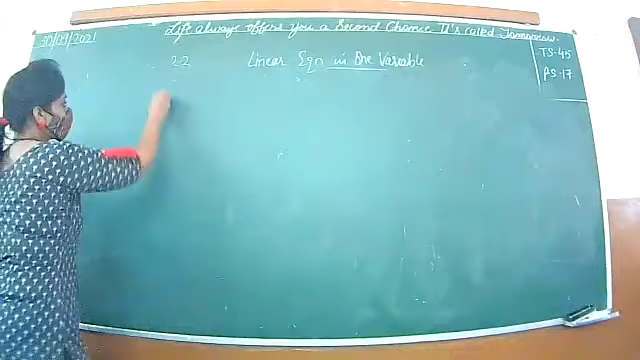 30/09/2021
Life always offers you a Second Chance It's called Tomorrow.
TS-45
PS-17
2.2 Linear Eqn in One Variable